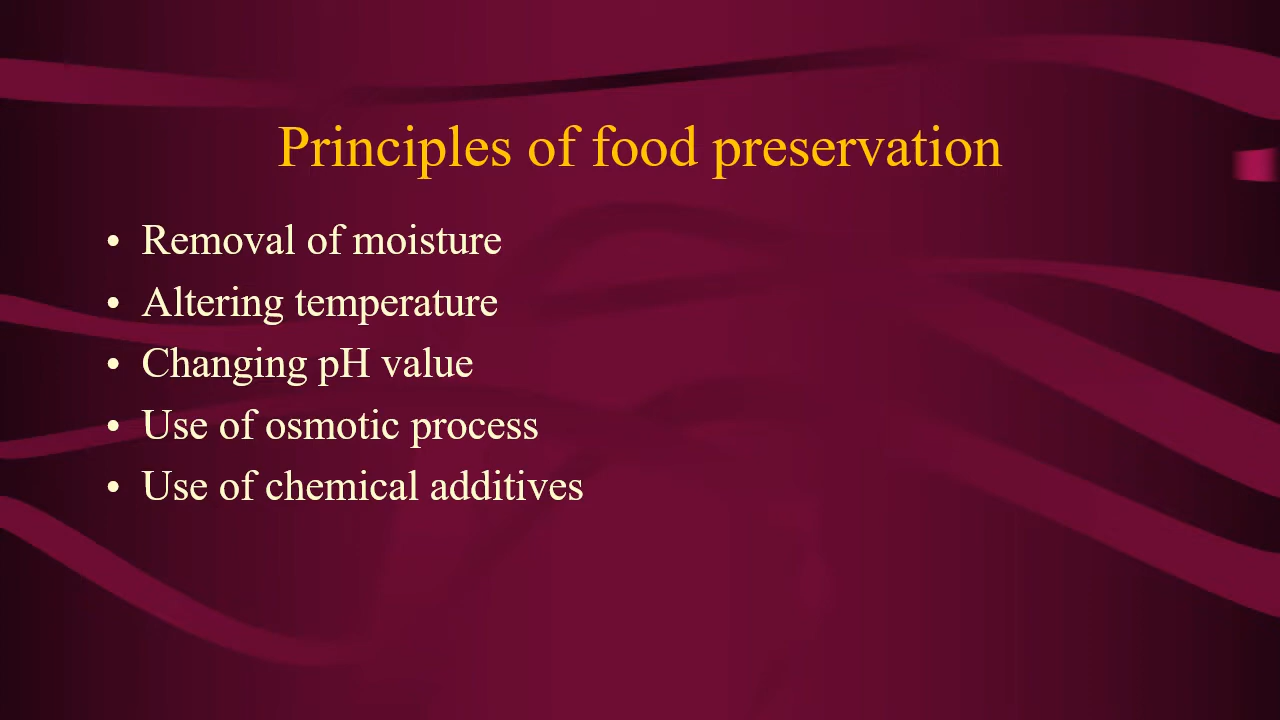 Principles of food preservation
• Removal of moisture
• Altering temperature
• Changing pH value
• Use of osmotic process
• Use of chemical additives